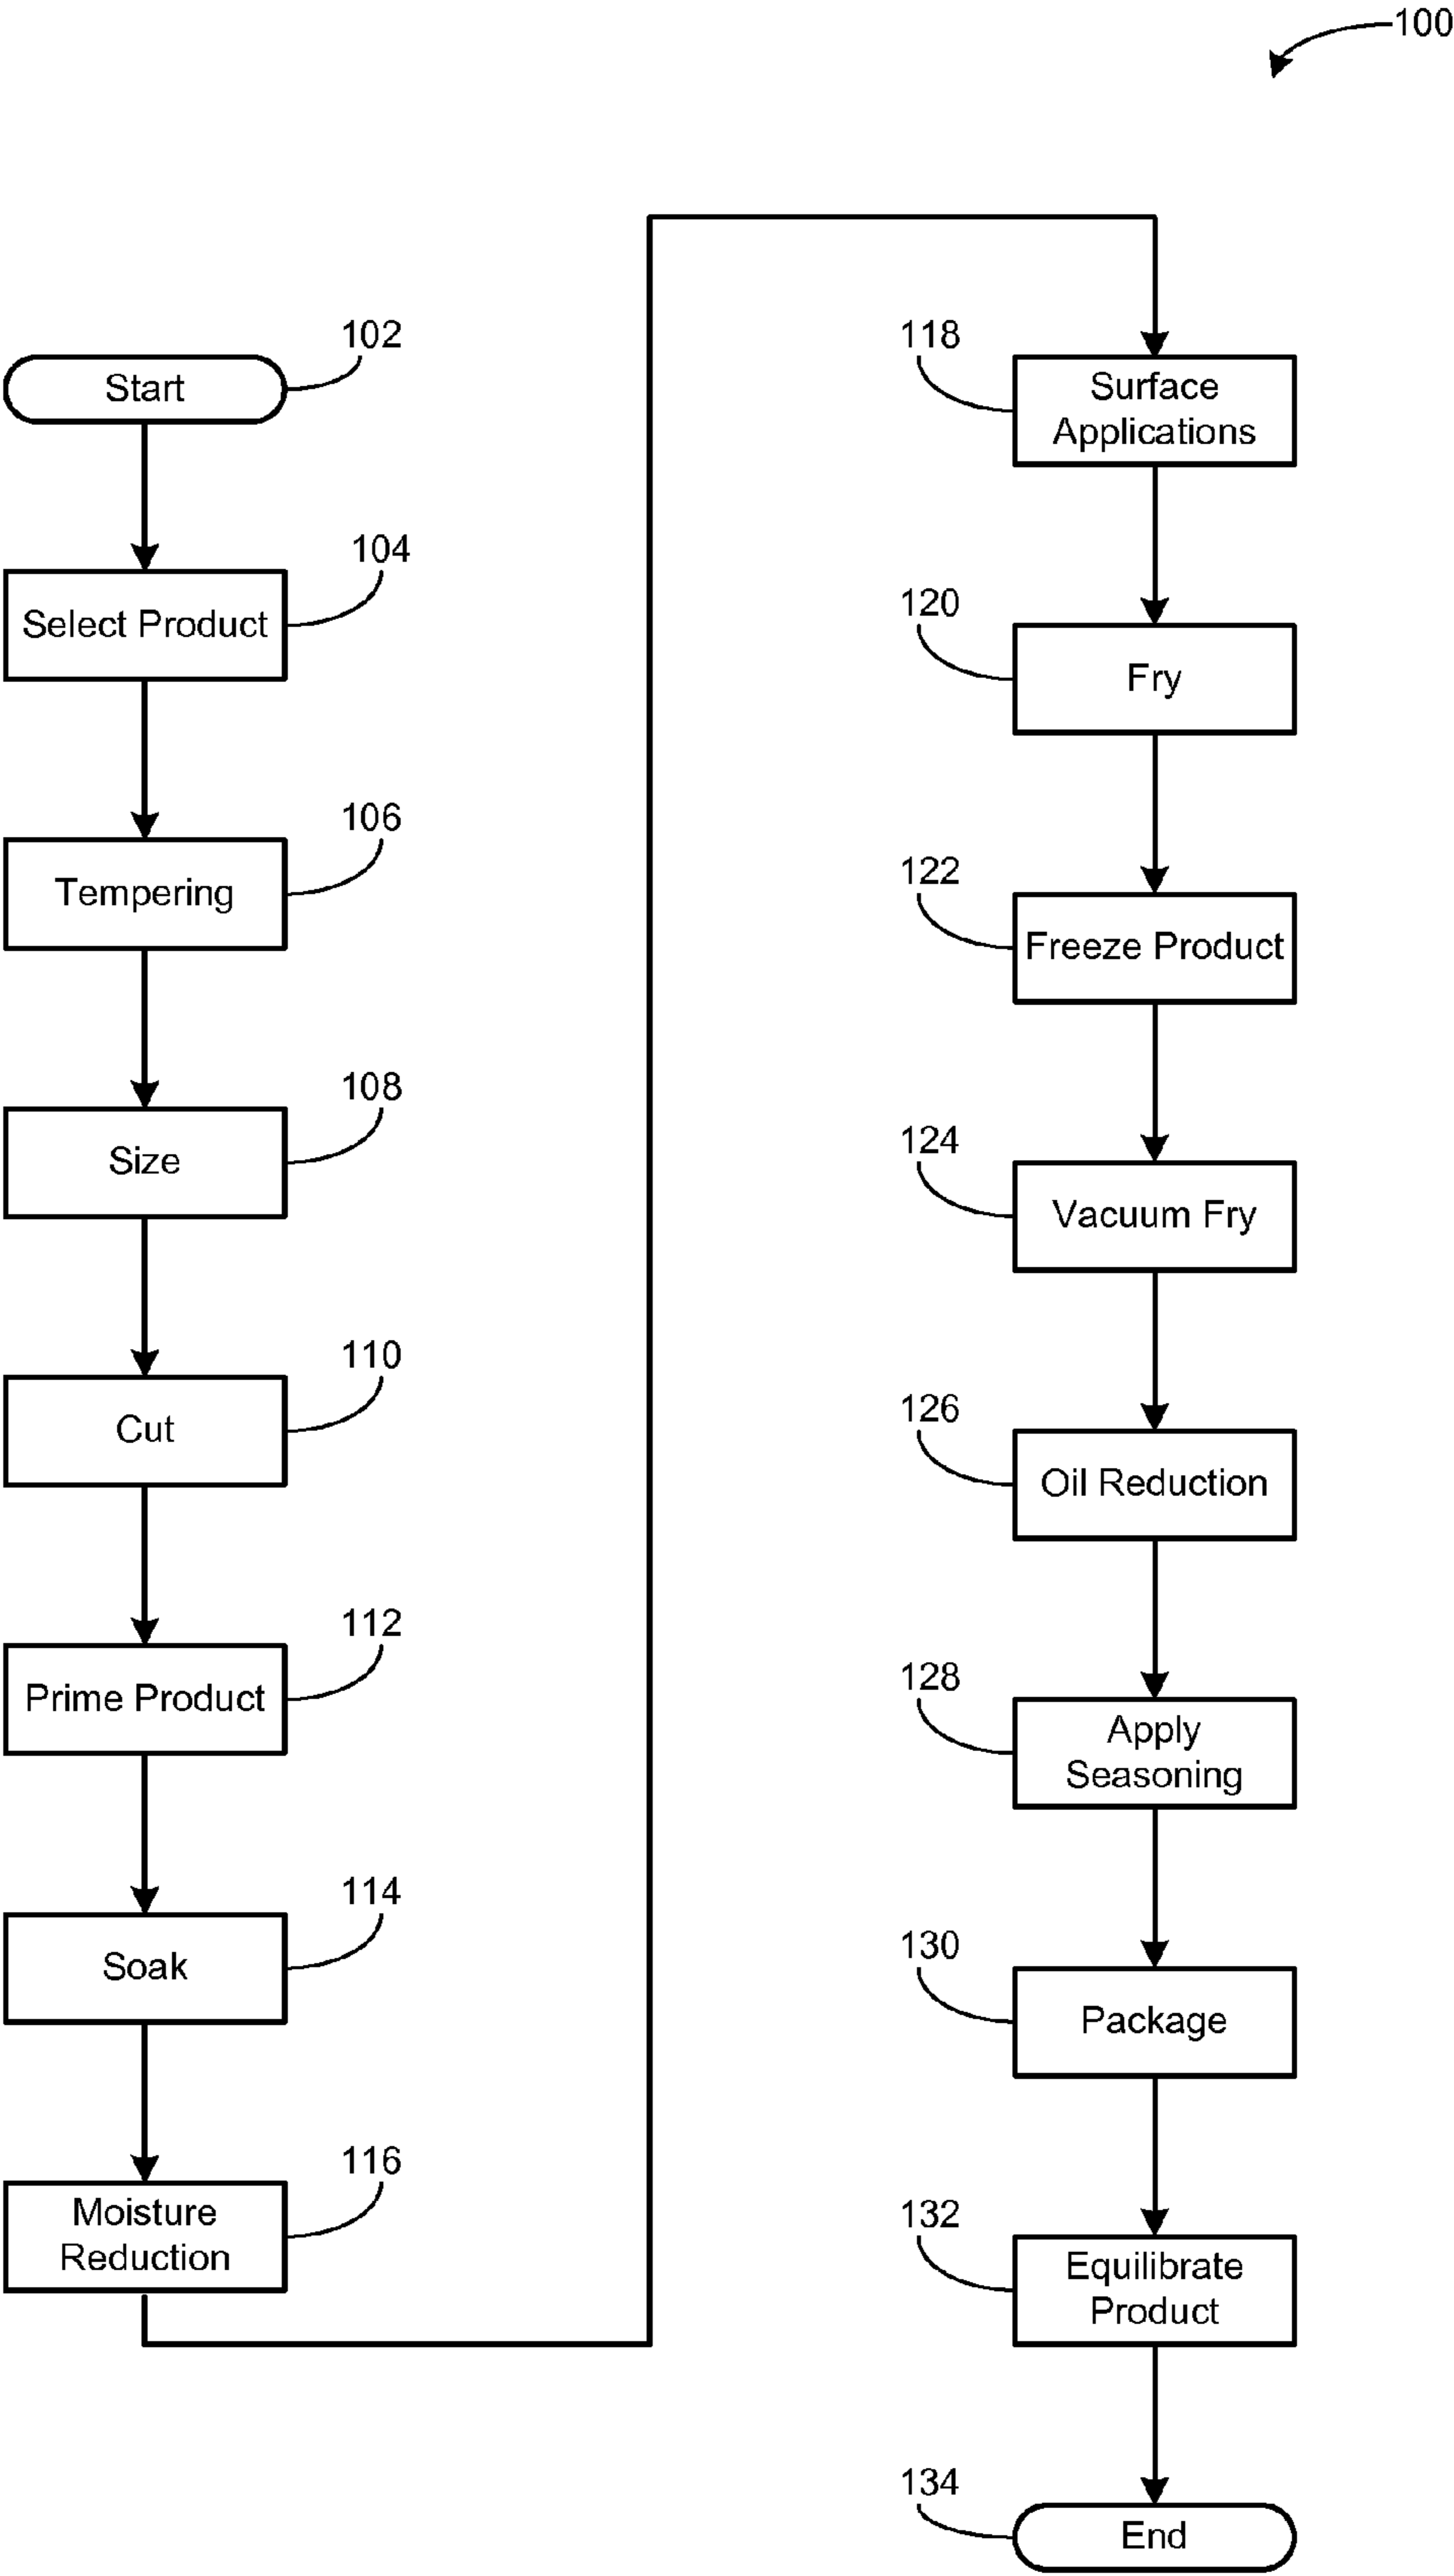 100
102
Start
104
Select Product
106
Tempering
108
Size
110
Cut
112
Prime Product
114
Soak
116
Moisture
Reduction
118
Surface
Applications
120
Fry
122
Freeze Product
124
Vacuum Fry
126
Oil Reduction
128
Apply
Seasoning
130
Package
132
Equilibrate
Product
134
End